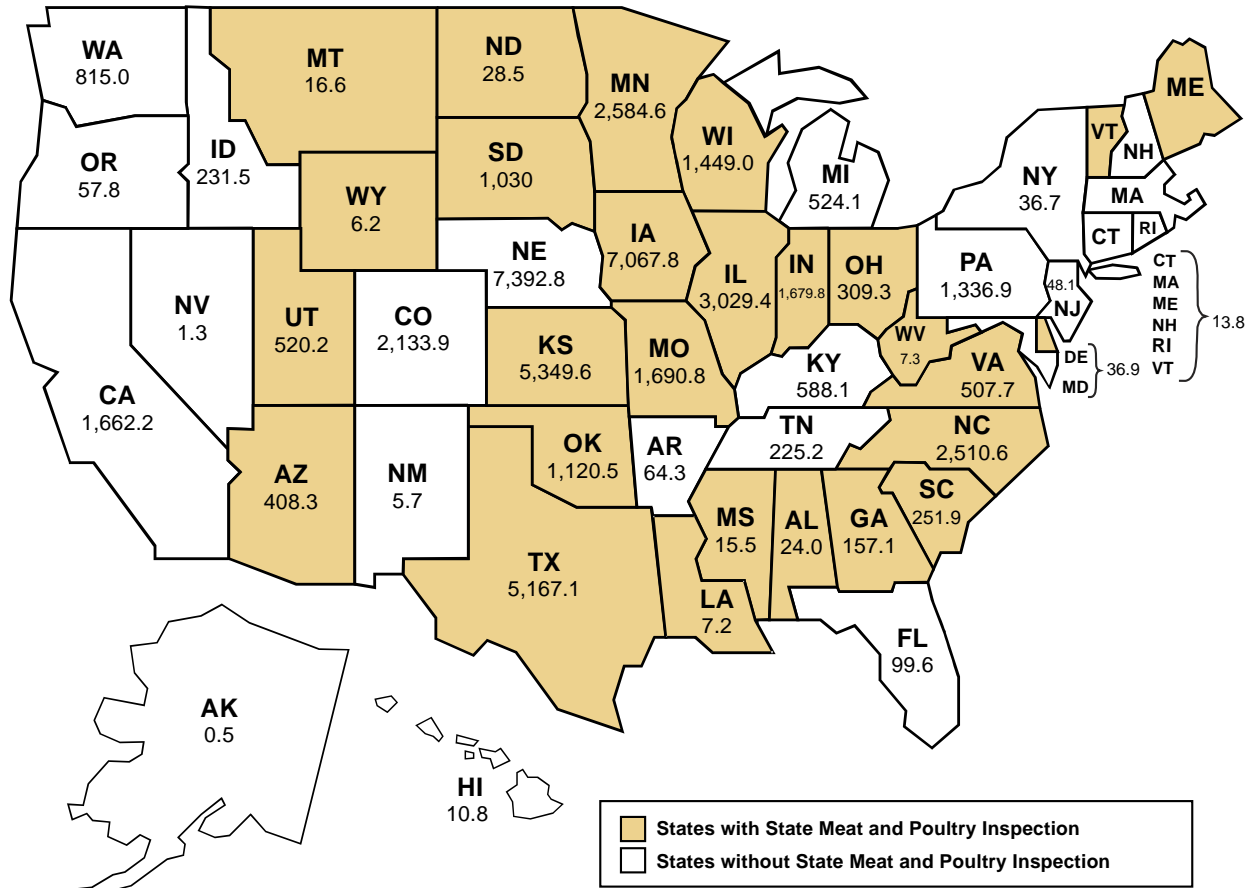 WA
815.0
MT
16.6
ND
28.5
MN
2,584.6
ME
VT
NH
OR
57.8
ID
231.5
SD
1,030
WI
1,449.0
MI
524.1
NY
36.7
MA
WY
6.2
CT
RI
NE
7,392.8
IA
7,067.8
IL
3,029.4
IN
1,679.8
OH
309.3
PA
1,336.9
48.1
NJ
CT
MA
ME
NH
RI
VT
13.8
NV
1.3
UT
520.2
CO
2,133.9
KS
5,349.6
MO
1,690.8
KY
588.1
WV
7.3
VA
507.7
DE
MD
36.9
CA
1,662.2
AZ
408.3
NM
5.7
OK
1,120.5
AR
64.3
TN
225.2
NC
2,510.6
SC
251.9
MS
15.5
AL
24.0
GA
157.1
TX
5,167.1
LA
7.2
FL
99.6
AK
0.5
HI
10.8
States with State Meat and Poultry Inspection
States without State Meat and Poultry Inspection